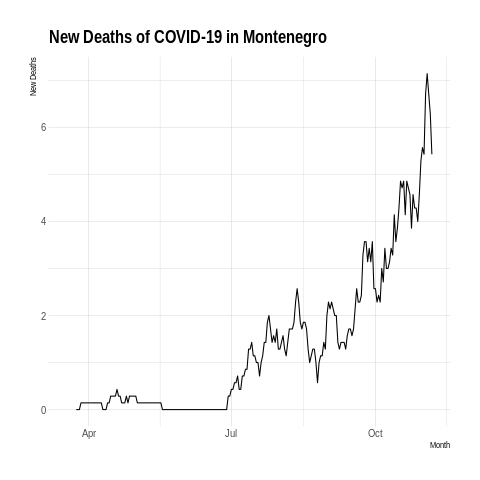 New Deaths of COVID-19 in Montenegro
New Deaths
6
4
2
0
Apr
Jul
Oct
Month